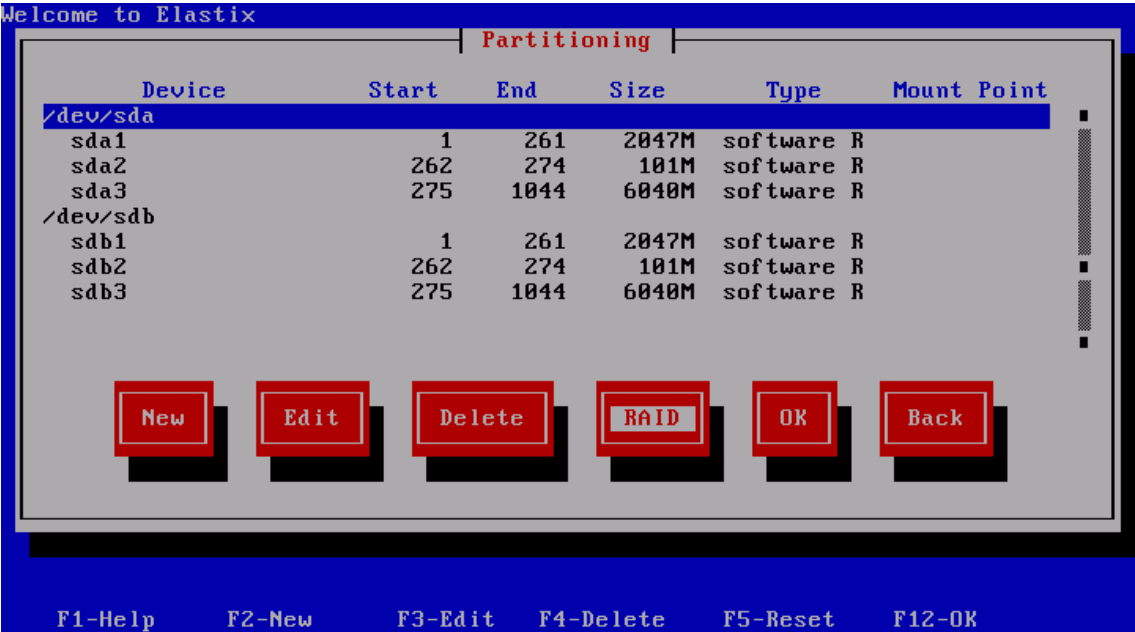 Welcome to Elastix
Partitioning
Device Start End Size Type Mount Point
/dev/sda
sda1 1 261 2047M software R
sda2 262 274 101M software R
sda3 275 1044 6040M software R
/dev/sdb
sdb1 1 261 2047M software R
sdb2 262 274 101M software R
sdb3 275 1044 6040M software R
New Edit Delete RAID OK Back
F1-Help F2-New F3-Edit F4-Delete F5-Reset F12-OK